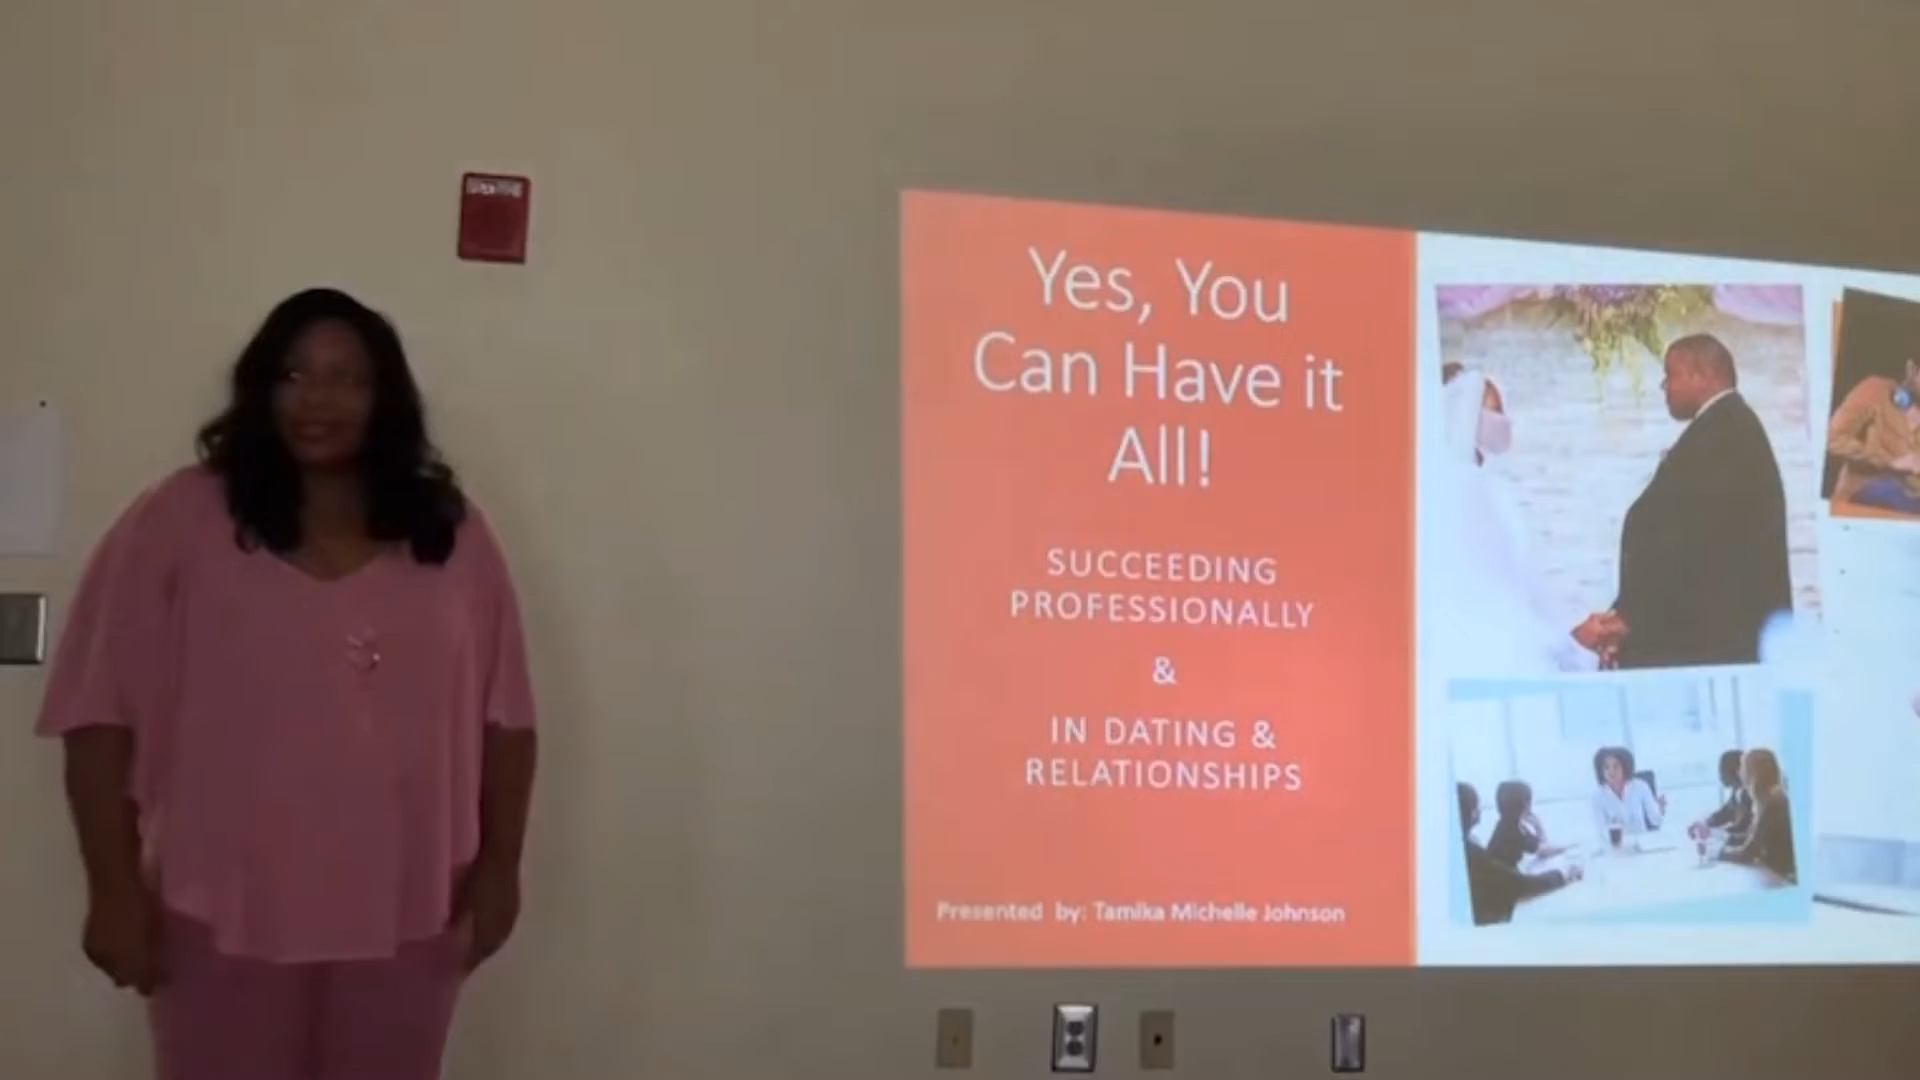 Yes, You
Can Have it
All!
SUCCEEDING
PROFESSIONALLY
&
IN DATING &
RELATIONSHIPS
Presented by: Tamika Michelle Johnson